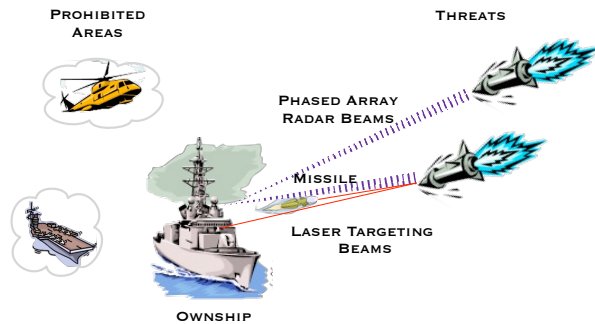 PROHIBITED
AREAS
THREATS
PHASED ARRAY
RADAR BEAMS
MISSILE
LASER TARGETING
BEAMS
OWNSHIP